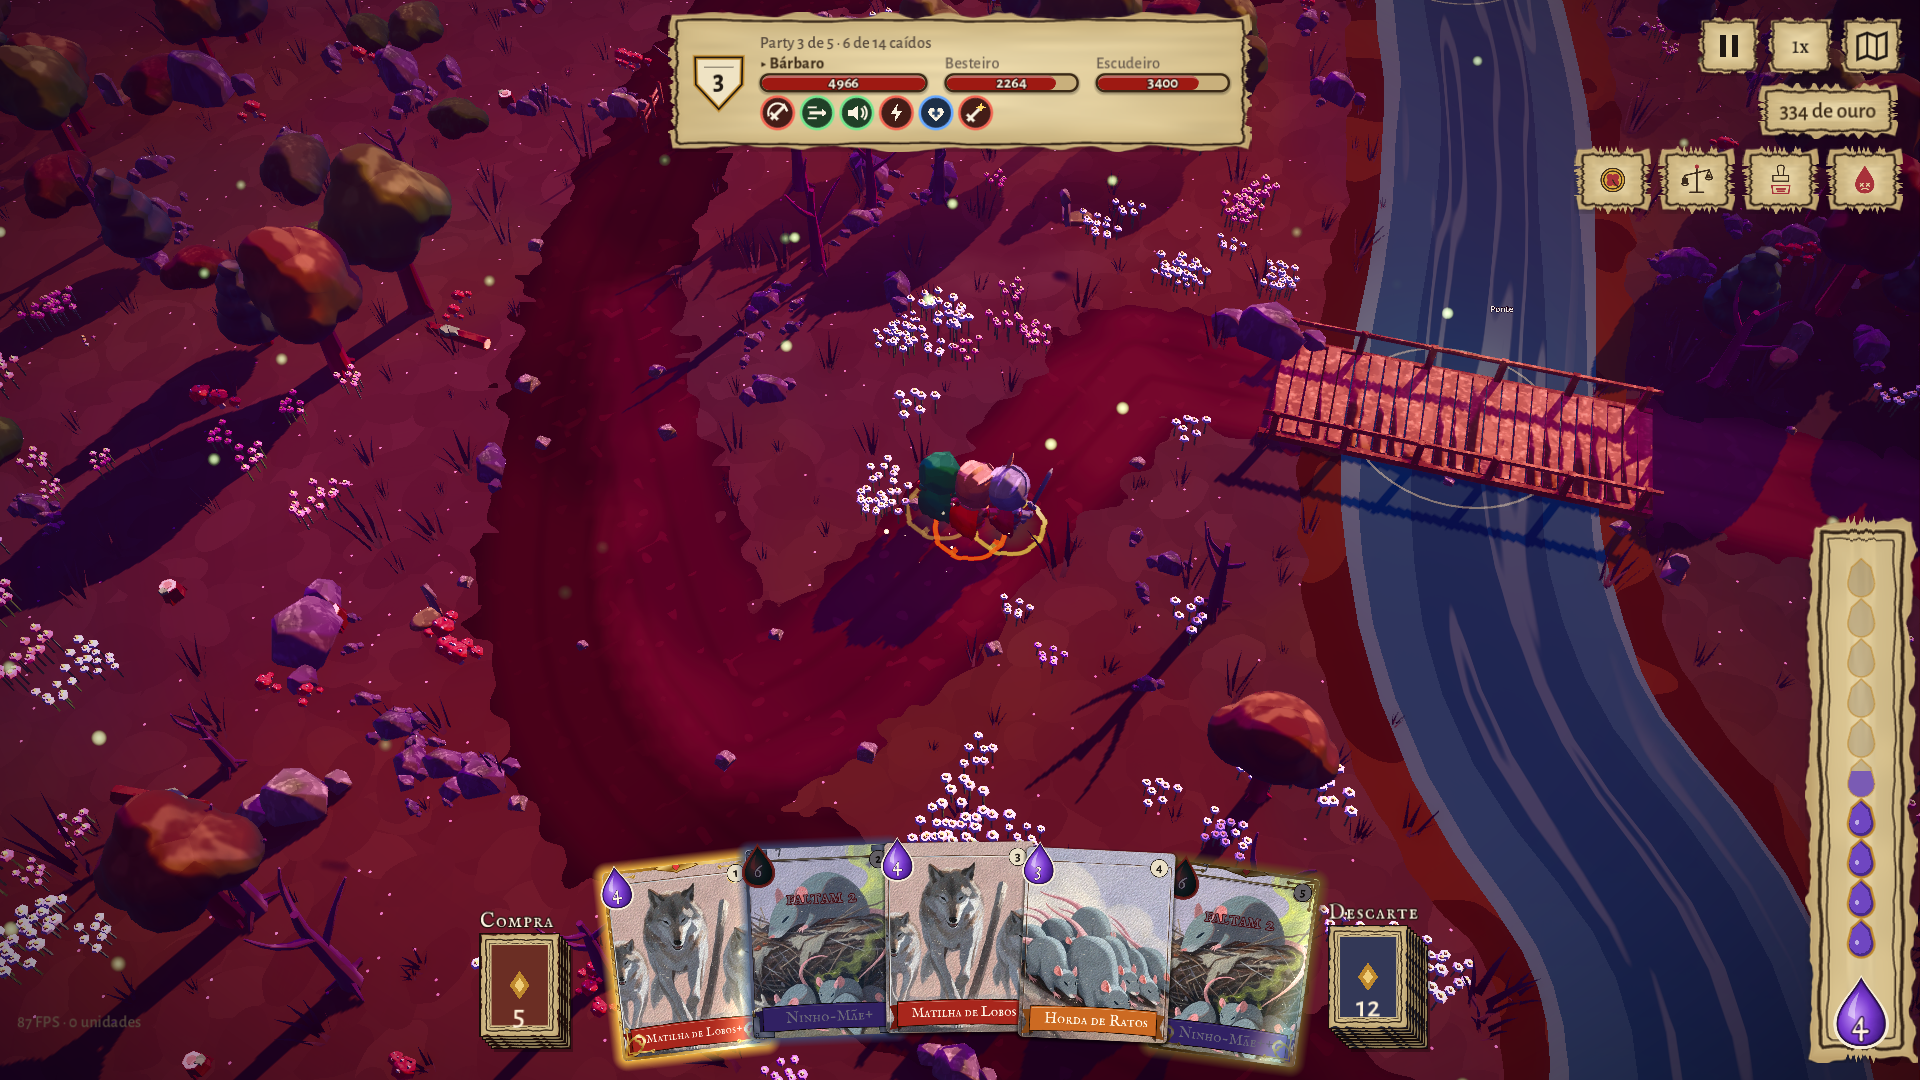 Party 3 de 5 · 6 de 14 caídos
3
▸ Bárbaro
Besteiro
Escudeiro
4966
2264
3400
1x
334 de ouro
Ponte
4
1
6
2
FALTAM 2
4
3
3
4
6
5
FALTAM 2
MATILHA DE LOBOS+
NINHO-MÃE+
MATILHA DE LOBOS
HORDA DE RATOS
NINHO-MÃE+
COMPRA
5
DESCARTE
12
4
87 FPS · 0 unidades